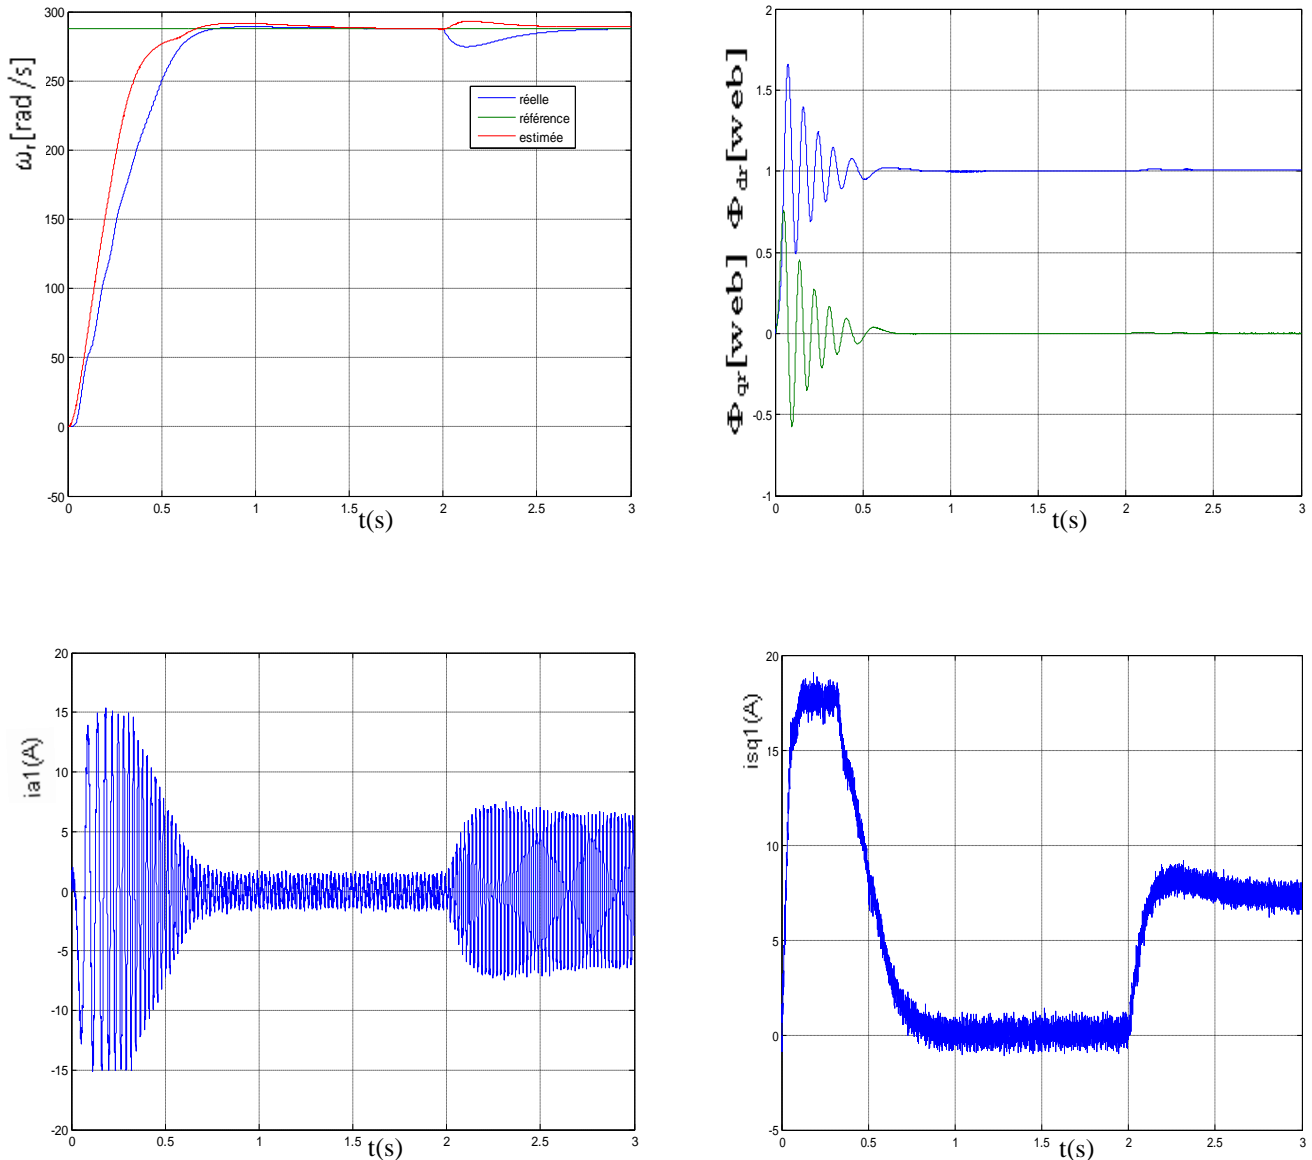 ωr[rad/s]
300
250
200
150
100
50
0
-50
0 0.5 1 1.5 2 2.5 3
t(s)
réelle
référence
estimée
Φqr[web] Φdr[web]
2
1.5
1
0.5
0
-0.5
-1
0 0.5 1 1.5 2 2.5 3
t(s)
ia1(A)
20
15
10
5
0
-5
-10
-15
-20
0 0.5 1 1.5 2 2.5 3
t(s)
isq1(A)
20
15
10
5
0
-5
0 0.5 1 1.5 2 2.5 3
t(s)